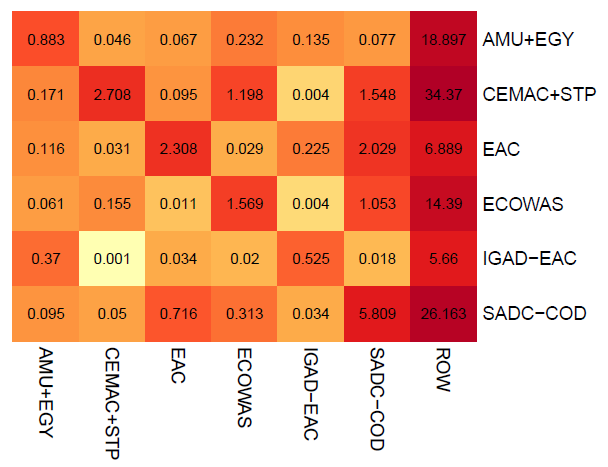 0.883 0.046 0.067 0.232 0.135 0.077 18.897 AMU+EGY
0.171 2.708 0.095 1.198 0.004 1.548 34.37 CEMAC+STP
0.116 0.031 2.308 0.029 0.225 2.029 6.889 EAC
0.061 0.155 0.011 1.569 0.004 1.053 14.39 ECOWAS
0.37 0.001 0.034 0.02 0.525 0.018 5.66 IGAD−EAC
0.095 0.05 0.716 0.313 0.034 5.809 26.163 SADC−COD
AMU+EGY
CEMAC+STP
EAC
ECOWAS
IGAD−EAC
SADC−COD
ROW